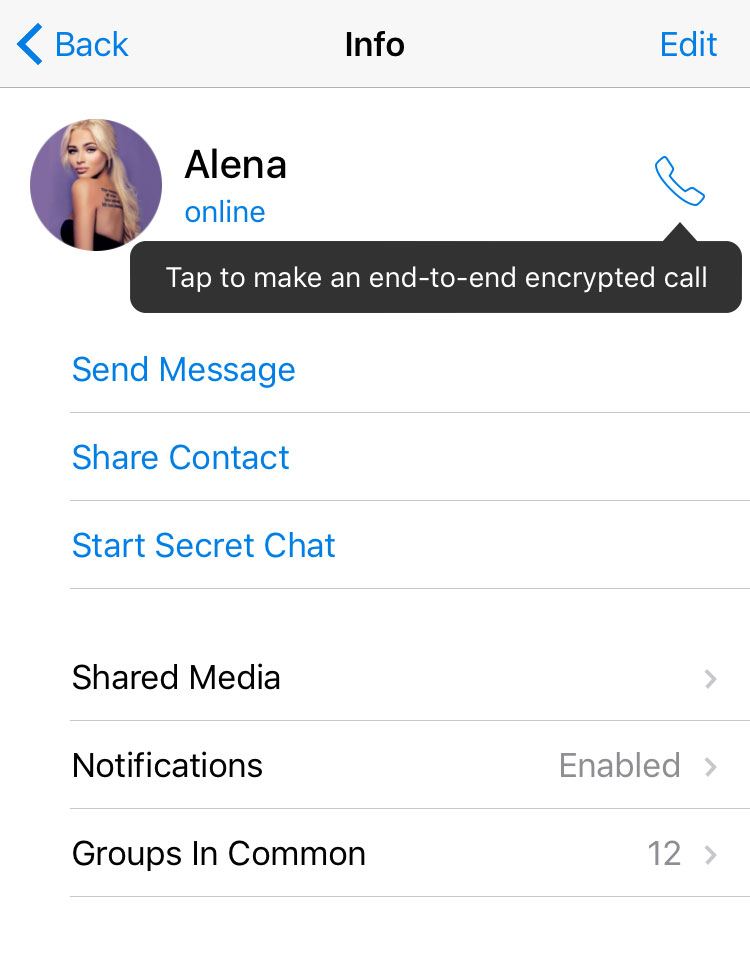 Back
Info
Edit
Alena
online
Tap to make an end-to-end encrypted call
Send Message
Share Contact
Start Secret Chat
Shared Media
Notifications
Enabled
Groups In Common
12